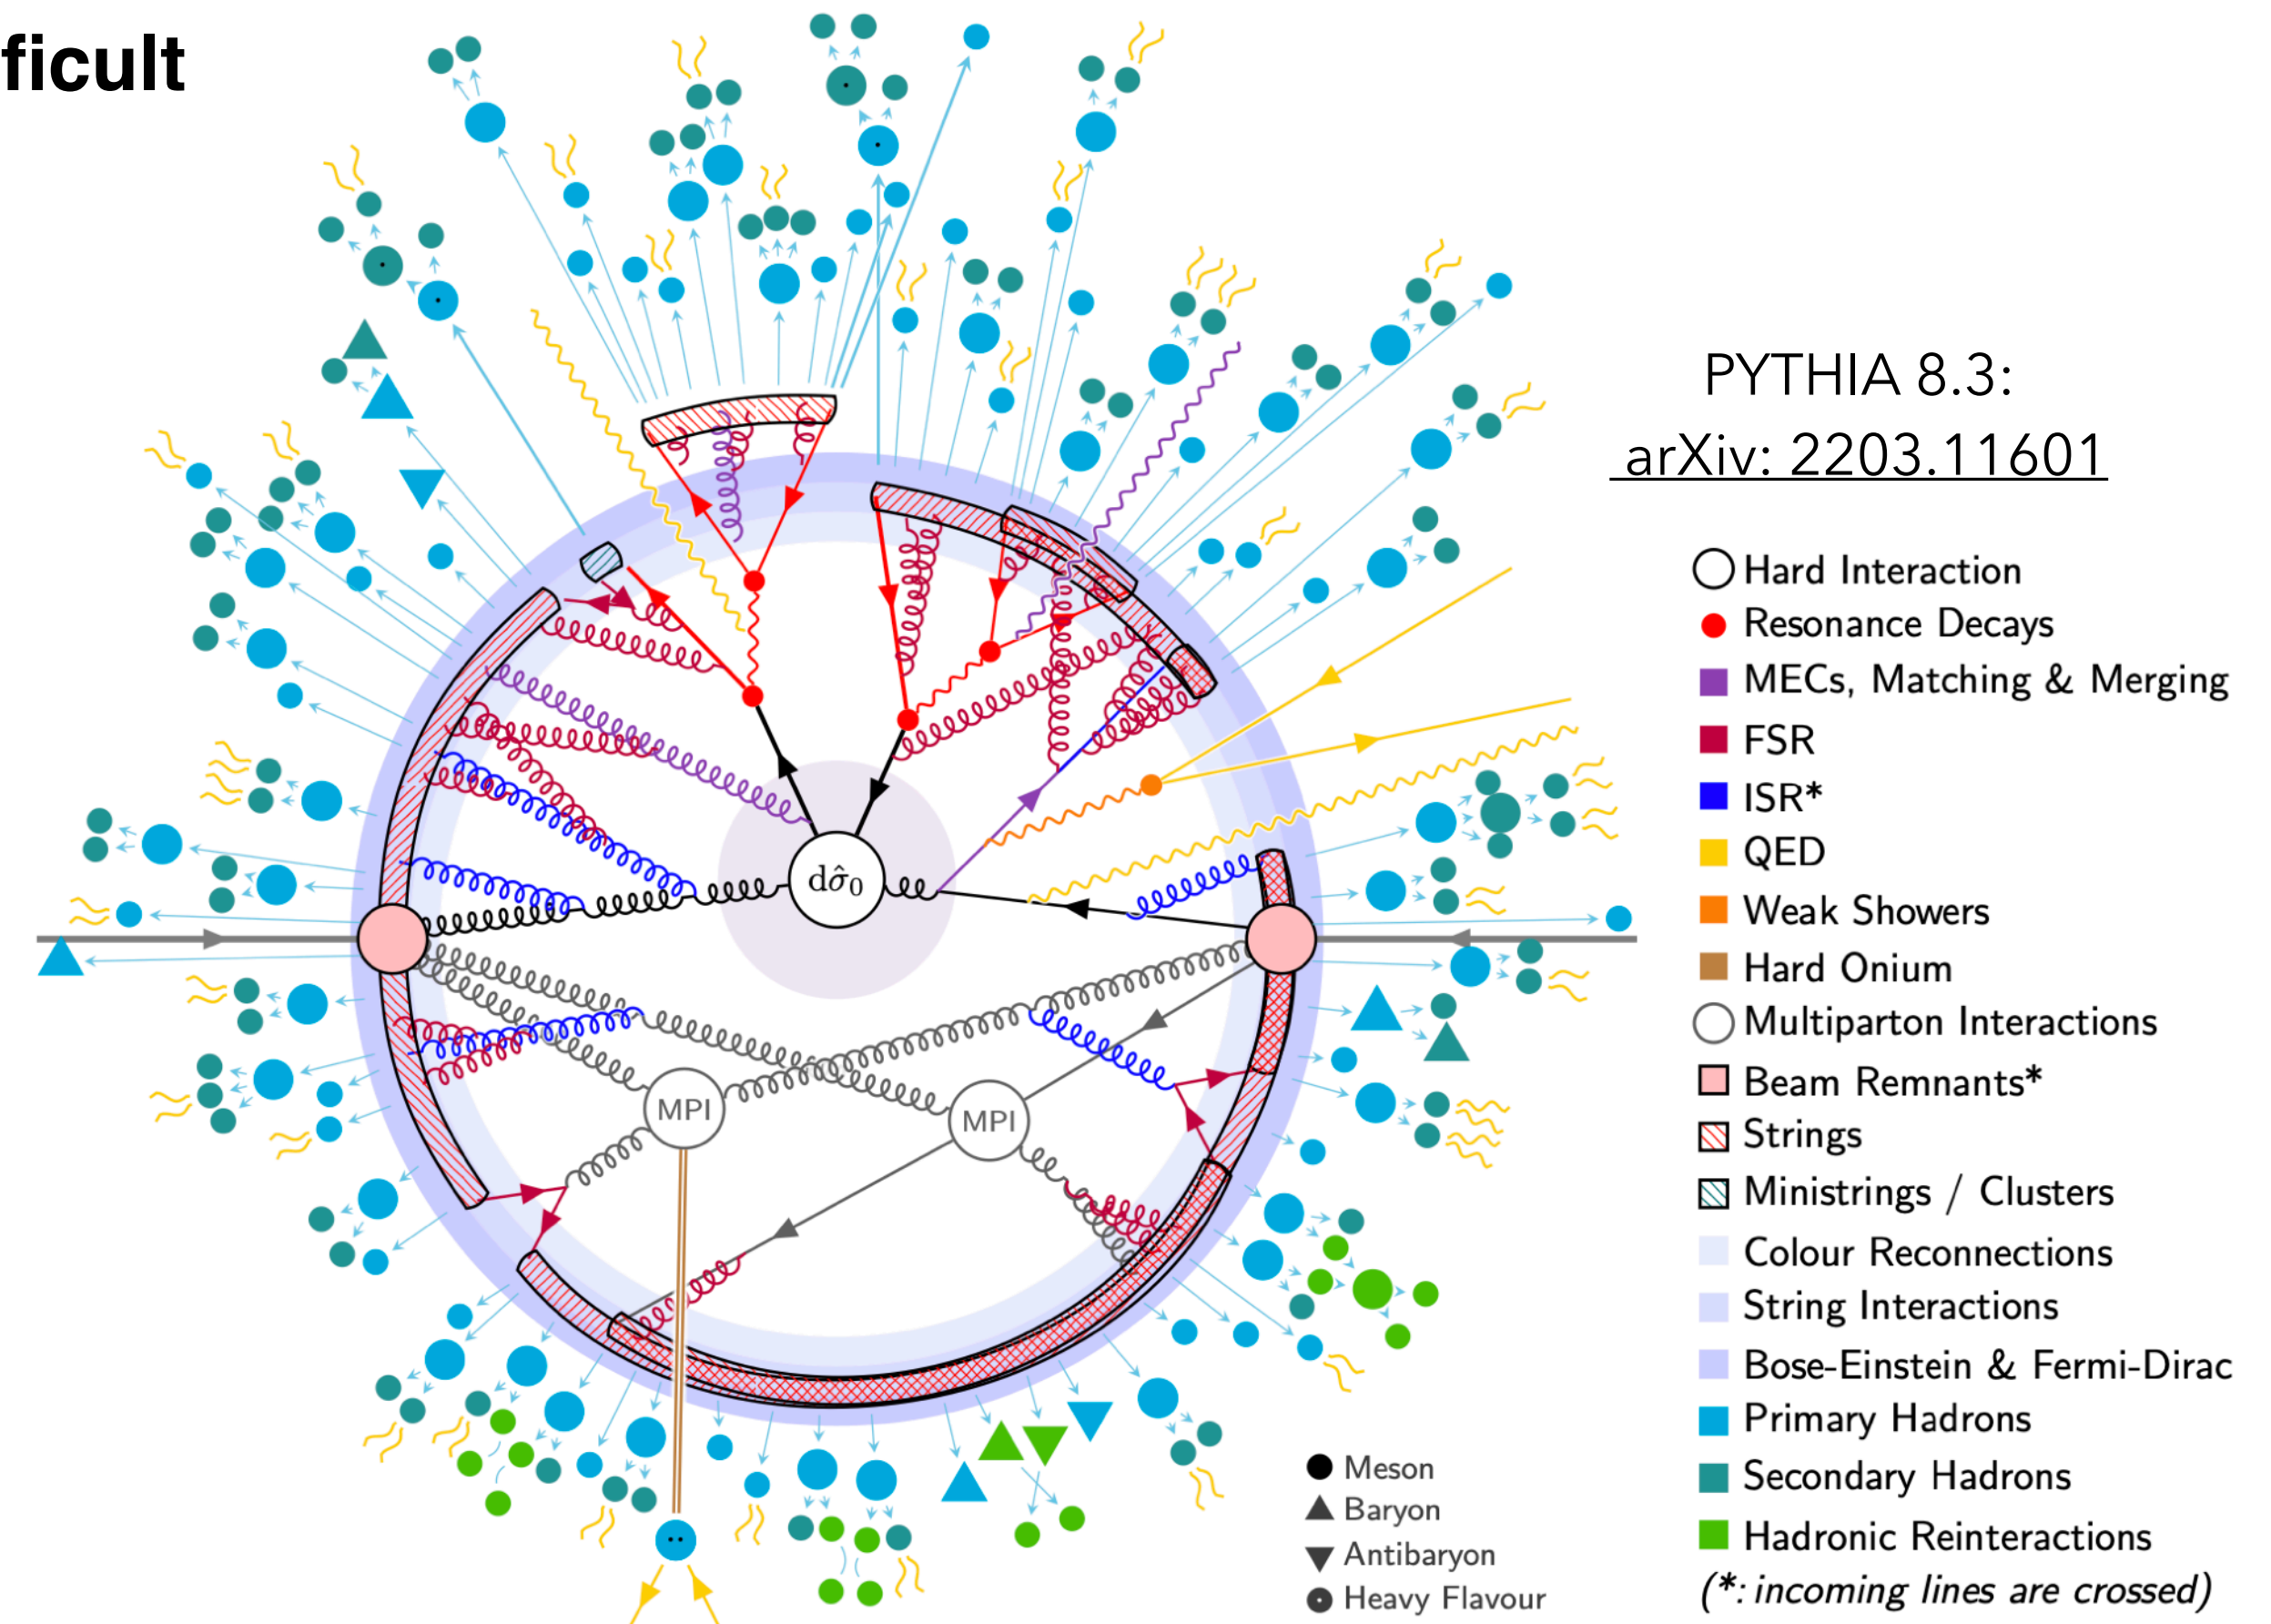 ficult
PYTHIA 8.3:
arXiv: 2203.11601
Hard Interaction
Resonance Decays
MECs, Matching & Merging
FSR
ISR*
QED
Weak Showers
Hard Onium
Multiparton Interactions
Beam Remnants*
Strings
Ministrings / Clusters
Colour Reconnections
String Interactions
Bose-Einstein & Fermi-Dirac
Primary Hadrons
Secondary Hadrons
Hadronic Reinteractions
(*: incoming lines are crossed)
dσ̂₀
MPI
MPI
Meson
Baryon
Antibaryon
Heavy Flavour